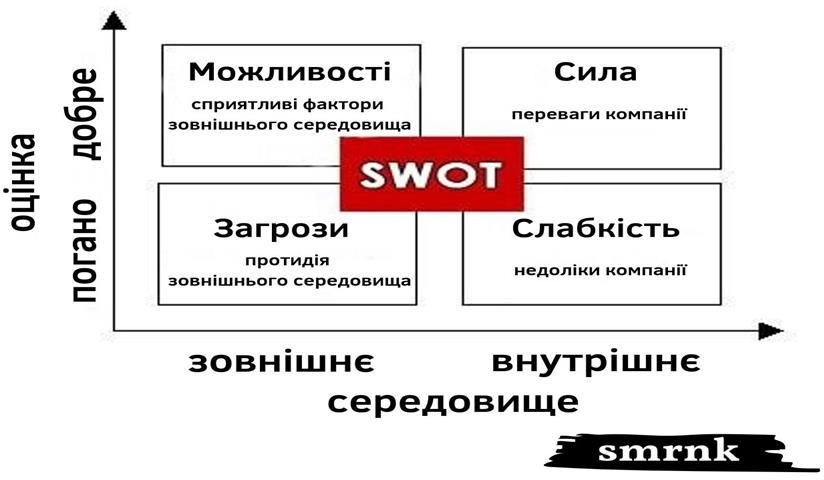 оцінка
погано добре
Можливості
сприятливі фактори
зовнішнього середовища
Сила
переваги компанії
SWOT
Загрози
протидія
зовнішнього середовища
Слабкість
недоліки компанії
зовнішнє внутрішнє
середовище
smrnk